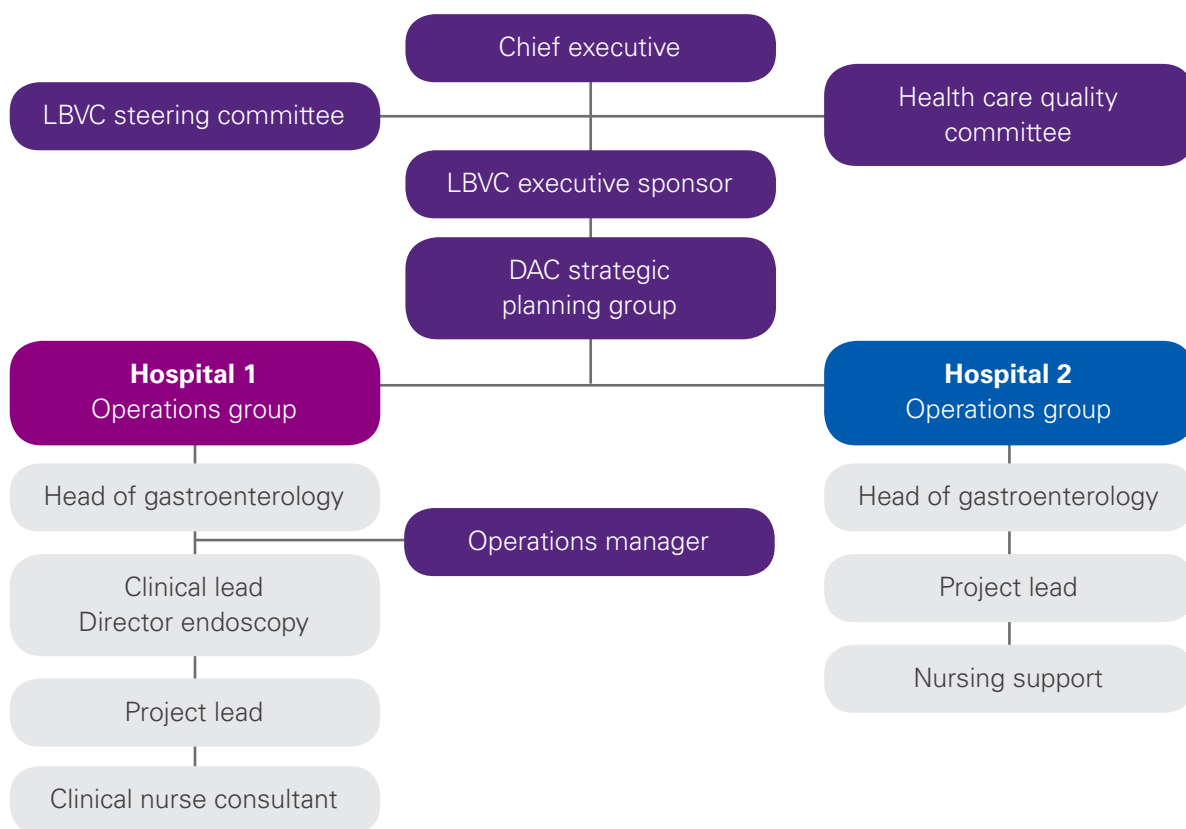 Chief executive
LBVC steering committee
Health care quality
committee
LBVC executive sponsor
DAC strategic
planning group
Hospital 1
Operations group
Hospital 2
Operations group
Head of gastroenterology
Head of gastroenterology
Operations manager
Clinical lead
Director endoscopy
Project lead
Nursing support
Project lead
Clinical nurse consultant